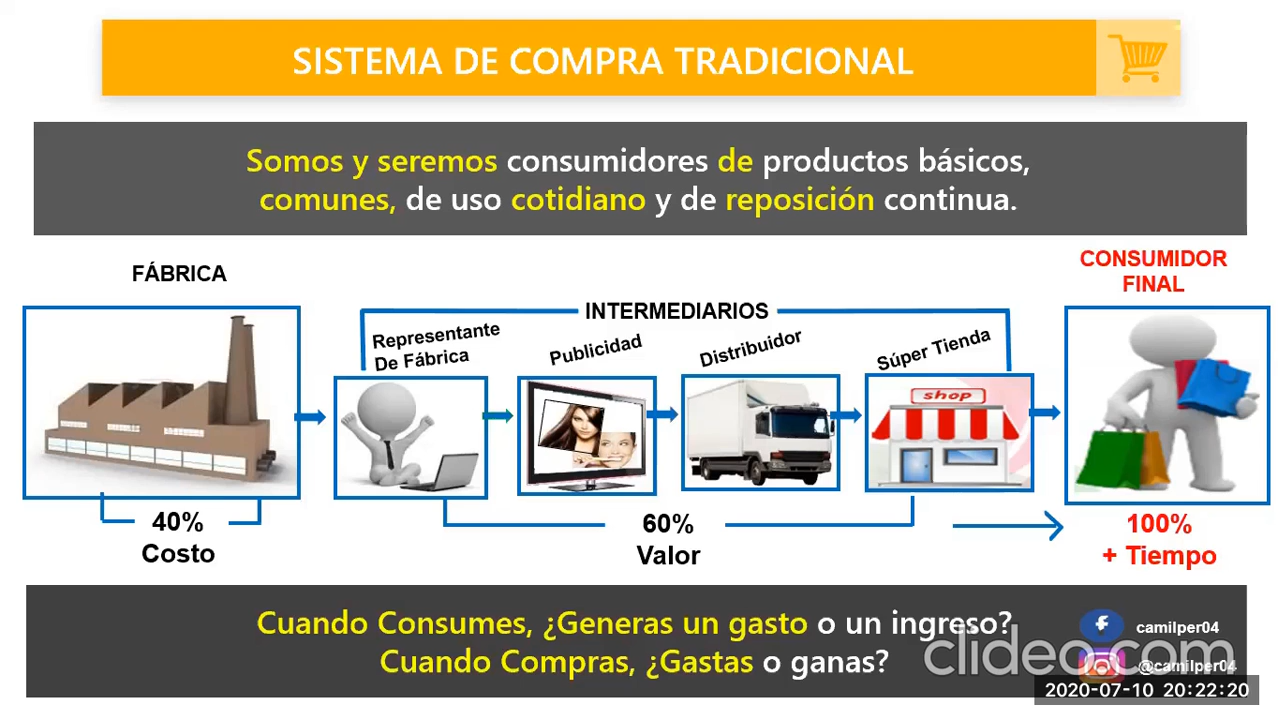 SISTEMA DE COMPRA TRADICIONAL
Somos y seremos consumidores de productos básicos,
comunes, de uso cotidiano y de reposición continua.
FÁBRICA
CONSUMIDOR
FINAL
INTERMEDIARIOS
Representante
De Fábrica
Publicidad
Distribuidor
Súper Tienda
shop
40%
Costo
60%
Valor
100%
+ Tiempo
Cuando Consumes, ¿Generas un gasto o un ingreso?
Cuando Compras, ¿Gastas o ganas?
camilper04
@camilper04
clideo.com
2020-07-10 20:22:20